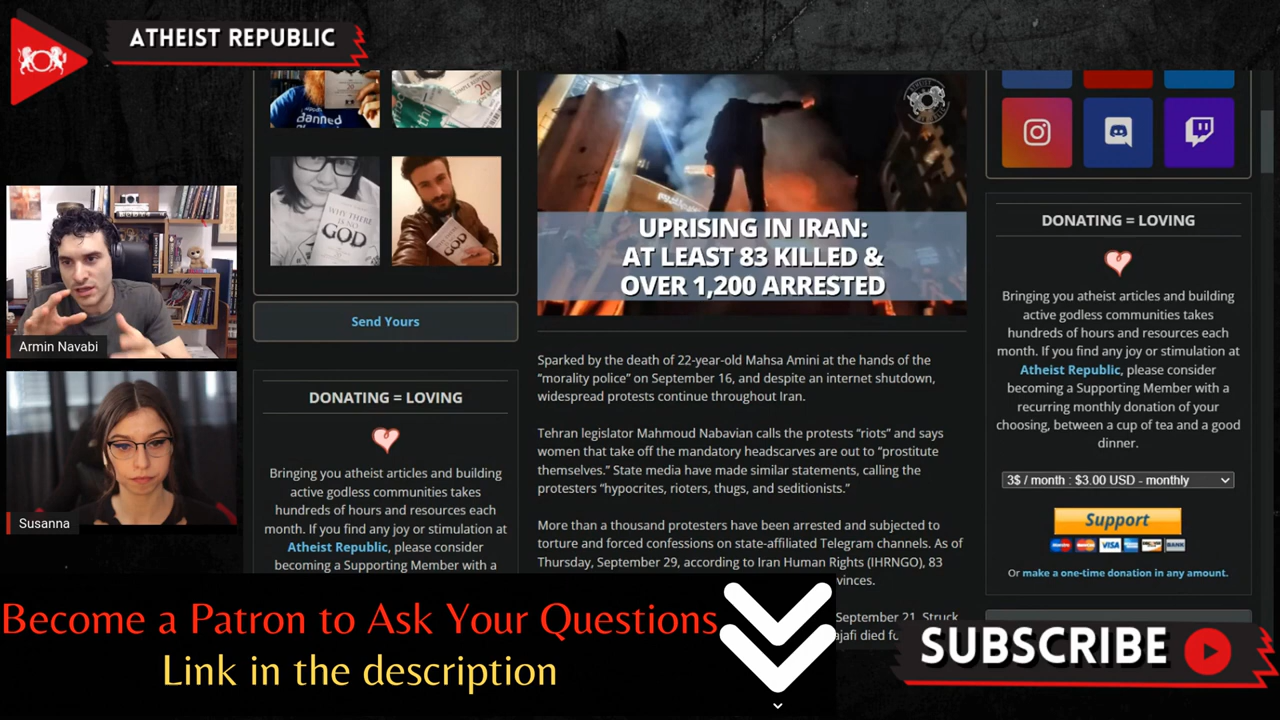 ATHEIST REPUBLIC
Banned
20
WHY THERE
IS NO
GOD
Send Yours
DONATING = LOVING
Bringing you atheist articles and building
active godless communities takes
hundreds of hours and resources each
month. If you find any joy or stimulation at
Atheist Republic, please consider
becoming a Supporting Member with a
UPRISING IN IRAN:
AT LEAST 83 KILLED &
OVER 1,200 ARRESTED
Sparked by the death of 22-year-old Mahsa Amini at the hands of the
“morality police” on September 16, and despite an internet shutdown,
widespread protests continue throughout Iran.
Tehran legislator Mahmoud Nabavian calls the protests “riots” and says
women that take off the mandatory headscarves are out to “prostitute
themselves.” State media have made similar statements, calling the
protesters “hypocrites, rioters, thugs, and seditionists.”
More than a thousand protesters have been arrested and subjected to
torture and forced confessions on state-affiliated Telegram channels. As of
Thursday, September 29, according to Iran Human Rights (IHRNGO), 83
vinces.
September 21. Struck
ajafi died fo
DONATING = LOVING
Bringing you atheist articles and building
active godless communities takes
hundreds of hours and resources each
month. If you find any joy or stimulation at
Atheist Republic, please consider
becoming a Supporting Member with a
recurring monthly donation of your
choosing, between a cup of tea and a good
dinner.
3$ / month : $3.00 USD - monthly
Support
VISA
BANK
Or make a one-time donation in any amount.
Armin Navabi
Susanna
Become a Patron to Ask Your Questions
Link in the description
SUBSCRIBE